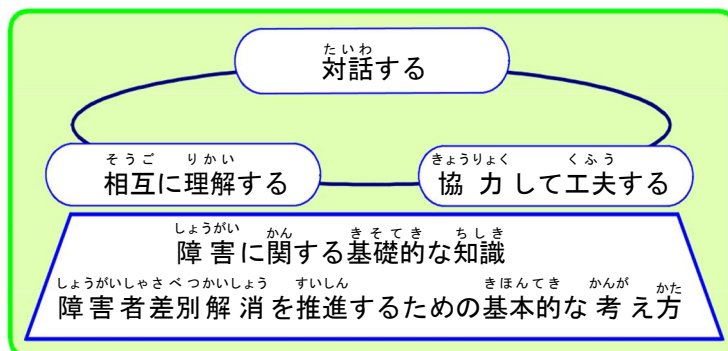 たいわ
対話する
そうご りかい
相互に理解する
きょうりょく くふう
協力して工夫する
しょうがい かん きそてき ちしき
障害に関する基礎的な知識
しょうがいしゃさべつかいしょう すいしん きほんてき かんが かた
障害者差別解消を推進するための基本的な考え方